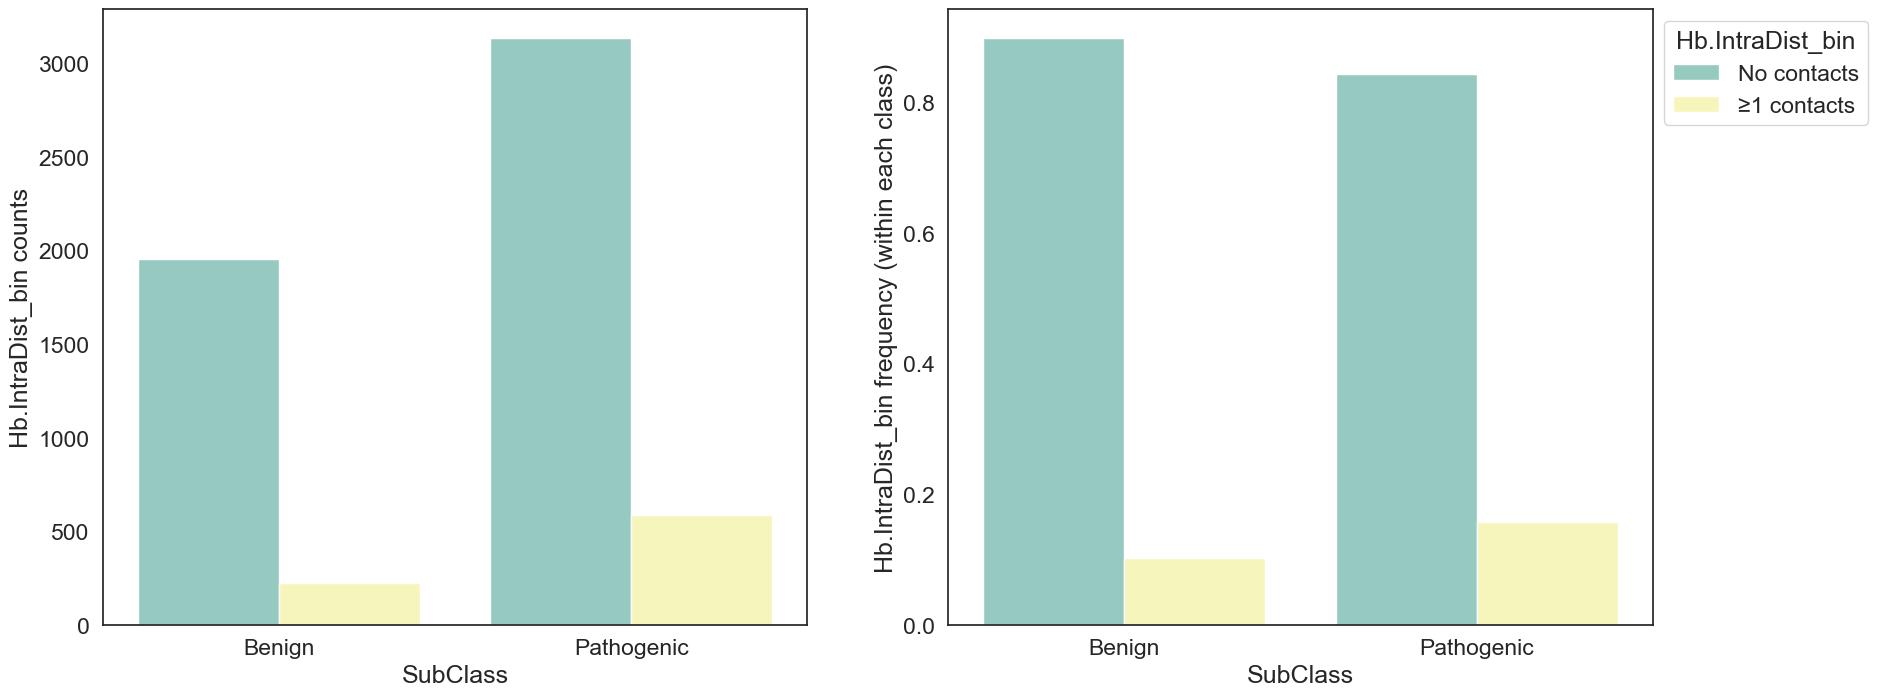 Hb.IntraDist_bin counts
3000
2500
2000
1500
1000
500
0
Benign
Pathogenic
SubClass
Hb.IntraDist_bin frequency (within each class)
0.8
0.6
0.4
0.2
0.0
Benign
Pathogenic
SubClass
Hb.IntraDist_bin
No contacts
≥1 contacts